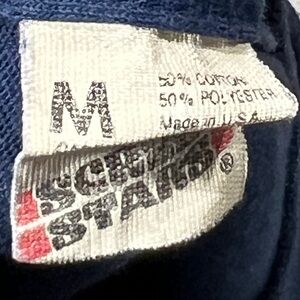 M
50% COTTON
50% POLYESTER
Made in U.S.A.
SCREEN
STARS®